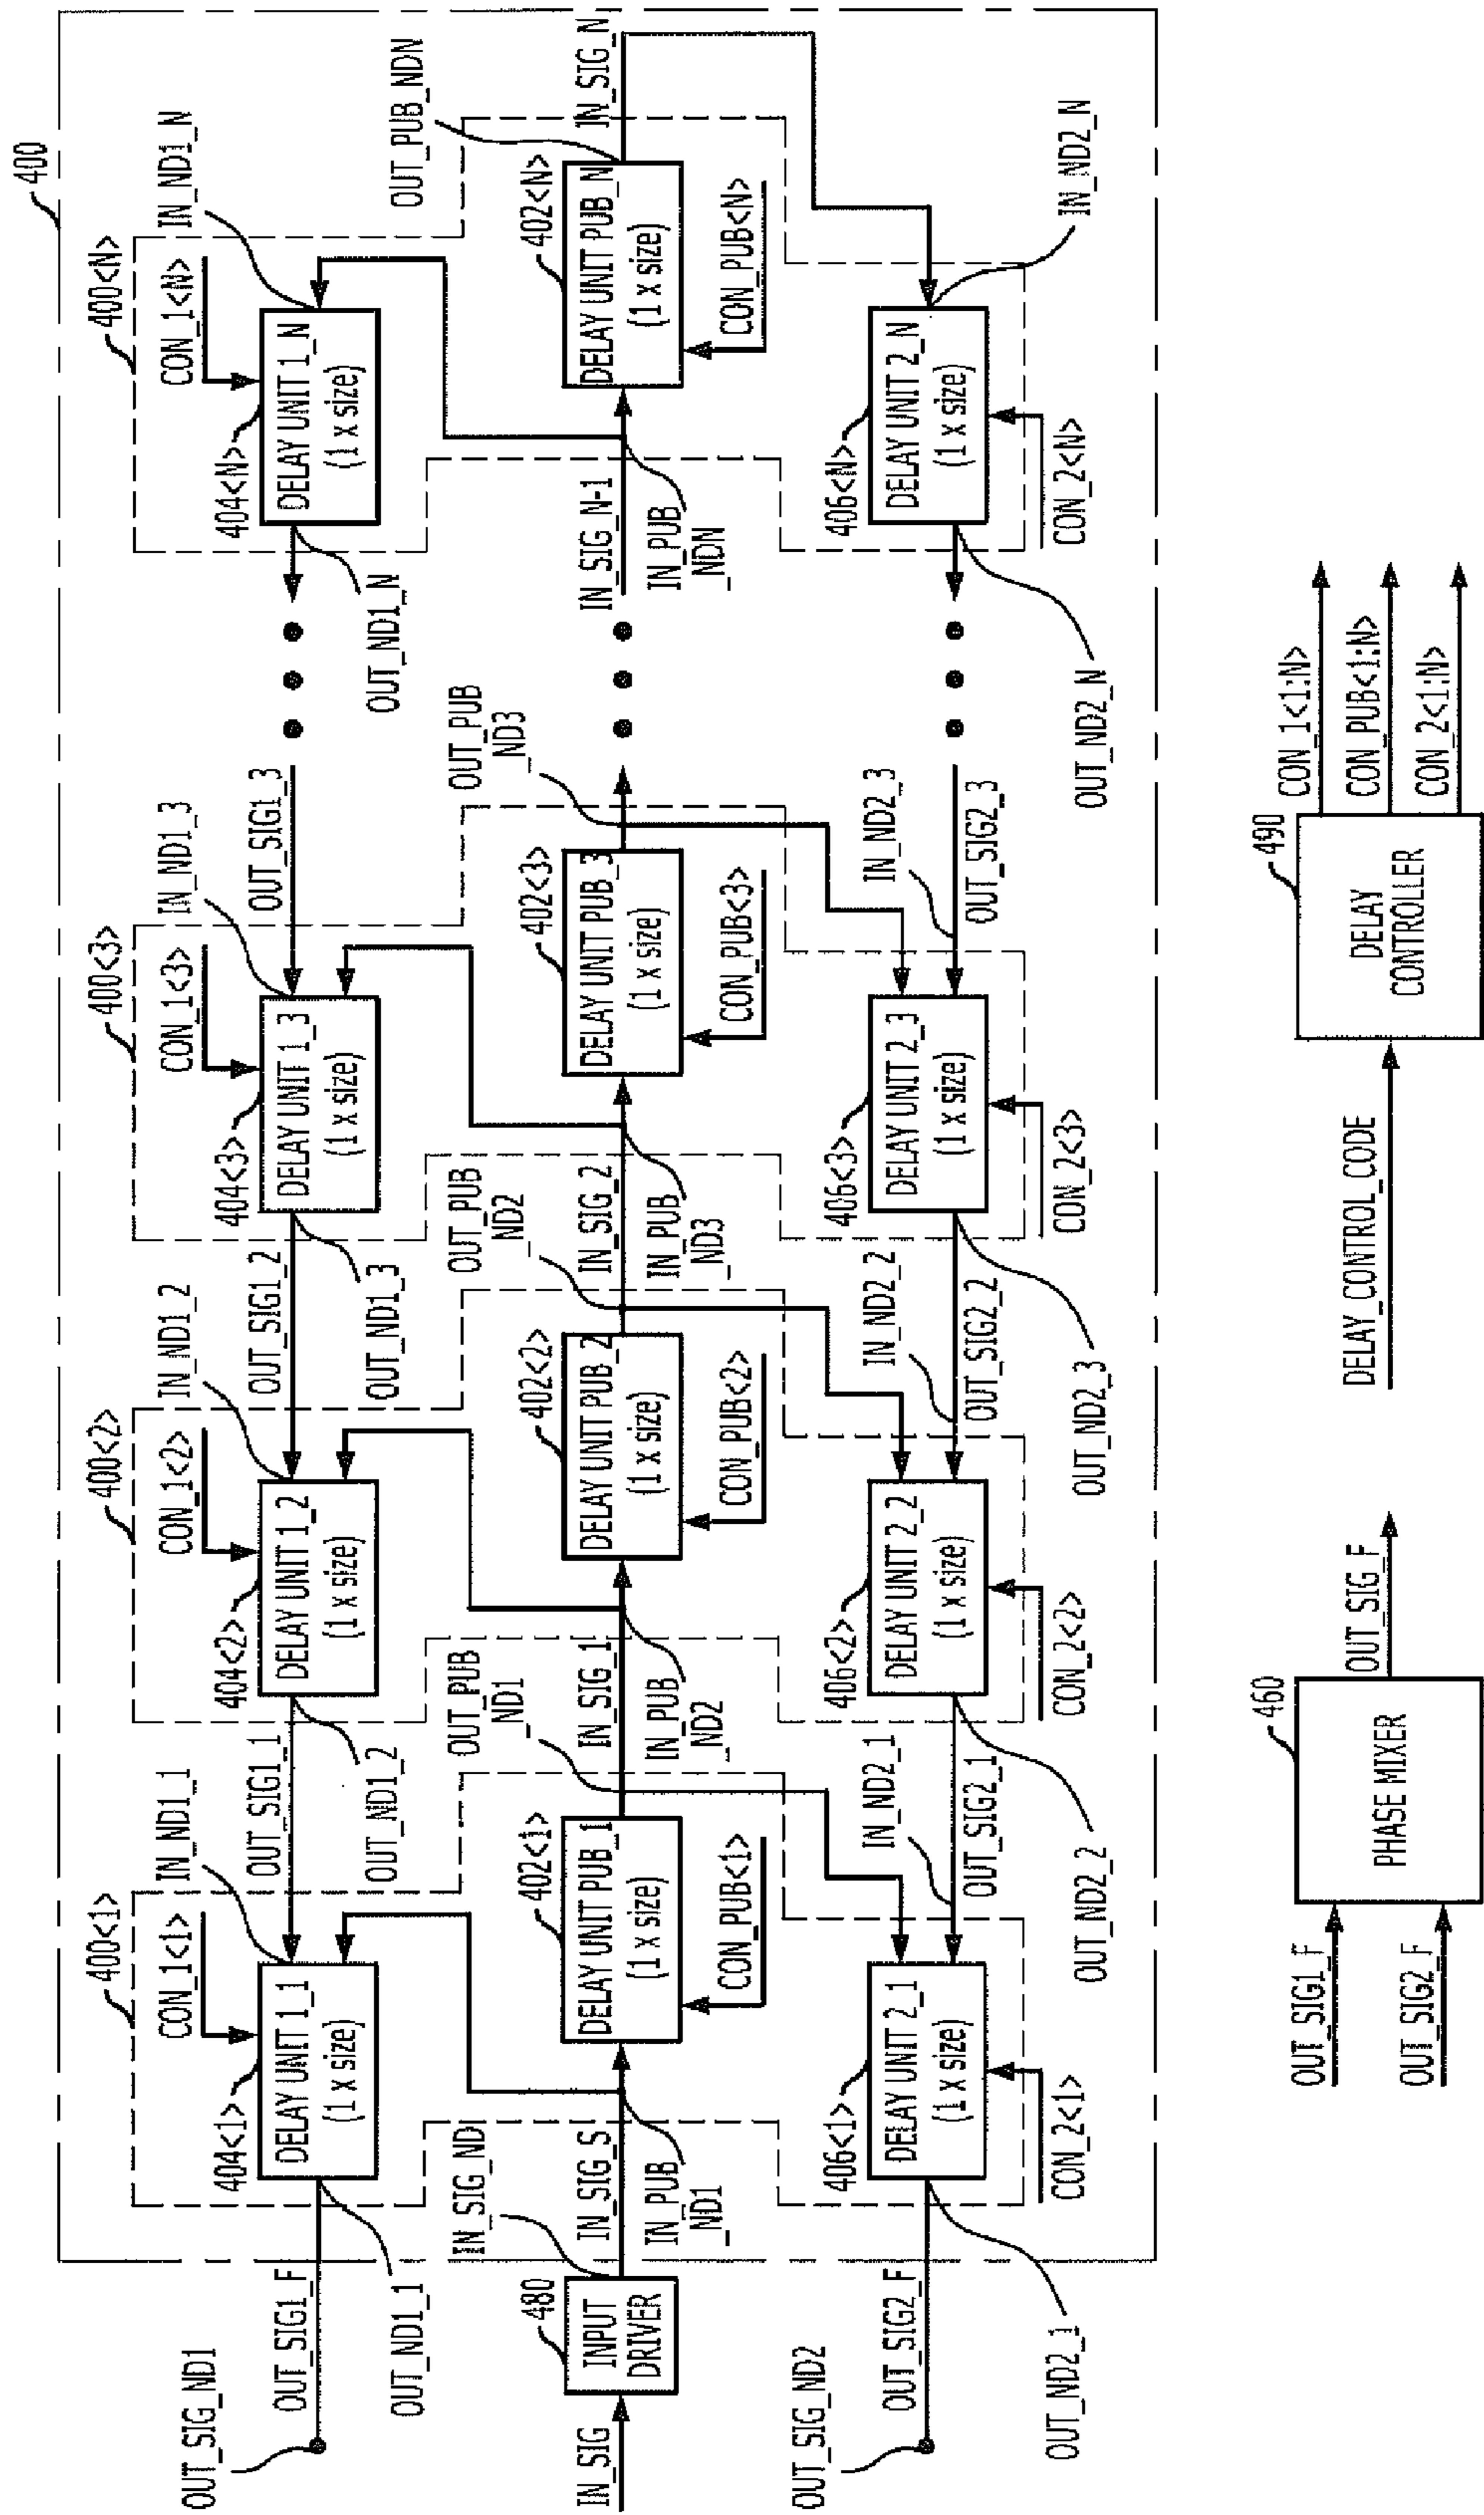 400
400<1>
400<2>
400<3>
400<N>
CON_1<1>
CON_1<2>
CON_1<3>
CON_1<N>
IN_ND1_1
IN_ND1_2
IN_ND1_3
IN_ND1_N
404<1>
404<2>
404<3>
404<N>
OUT_SIG_ND1
OUT_SIG1_F
DELAY UNIT 1_1
(1 x size)
OUT_SIG1_1
DELAY UNIT 1_2
(1 x size)
OUT_SIG1_2
DELAY UNIT 1_3
(1 x size)
OUT_SIG1_3
DELAY UNIT 1_N
(1 x size)
OUT_ND1_1
OUT_ND1_2
OUT_ND1_3
OUT_ND1_N
IN_SIG_ND
OUT_PUB
_ND1
OUT_PUB
_ND2
OUT_PUB
_ND3
OUT_PUB_NDN
480
402<1>
402<2>
402<3>
402<N>
IN_SIG
INPUT
DRIVER
IN_SIG_S
DELAY UNIT PUB_1
(1 x size)
IN_SIG_1
DELAY UNIT PUB_2
(1 x size)
IN_SIG_2
DELAY UNIT PUB_3
(1 x size)
IN_SIG_N-1
DELAY UNIT PUB_N
(1 x size)
IN_SIG_N
IN_PUB
_ND1
IN_PUB
_ND2
IN_PUB
_ND3
IN_PUB
_NDN
CON_PUB<1>
CON_PUB<2>
CON_PUB<3>
CON_PUB<N>
406<1>
406<2>
406<3>
406<N>
IN_ND2_1
IN_ND2_2
IN_ND2_3
IN_ND2_N
OUT_SIG_ND2
OUT_SIG2_F
DELAY UNIT 2_1
(1 x size)
OUT_SIG2_1
DELAY UNIT 2_2
(1 x size)
OUT_SIG2_2
DELAY UNIT 2_3
(1 x size)
OUT_SIG2_3
DELAY UNIT 2_N
(1 x size)
CON_2<1>
CON_2<2>
CON_2<3>
CON_2<N>
OUT_ND2_1
OUT_ND2_2
OUT_ND2_3
OUT_ND2_N
OUT_SIG1_F
OUT_SIG2_F
460
PHASE MIXER
OUT_SIG_F
DELAY_CONTROL_CODE
490
DELAY
CONTROLLER
CON_1<1:N>
CON_PUB<1:N>
CON_2<1:N>